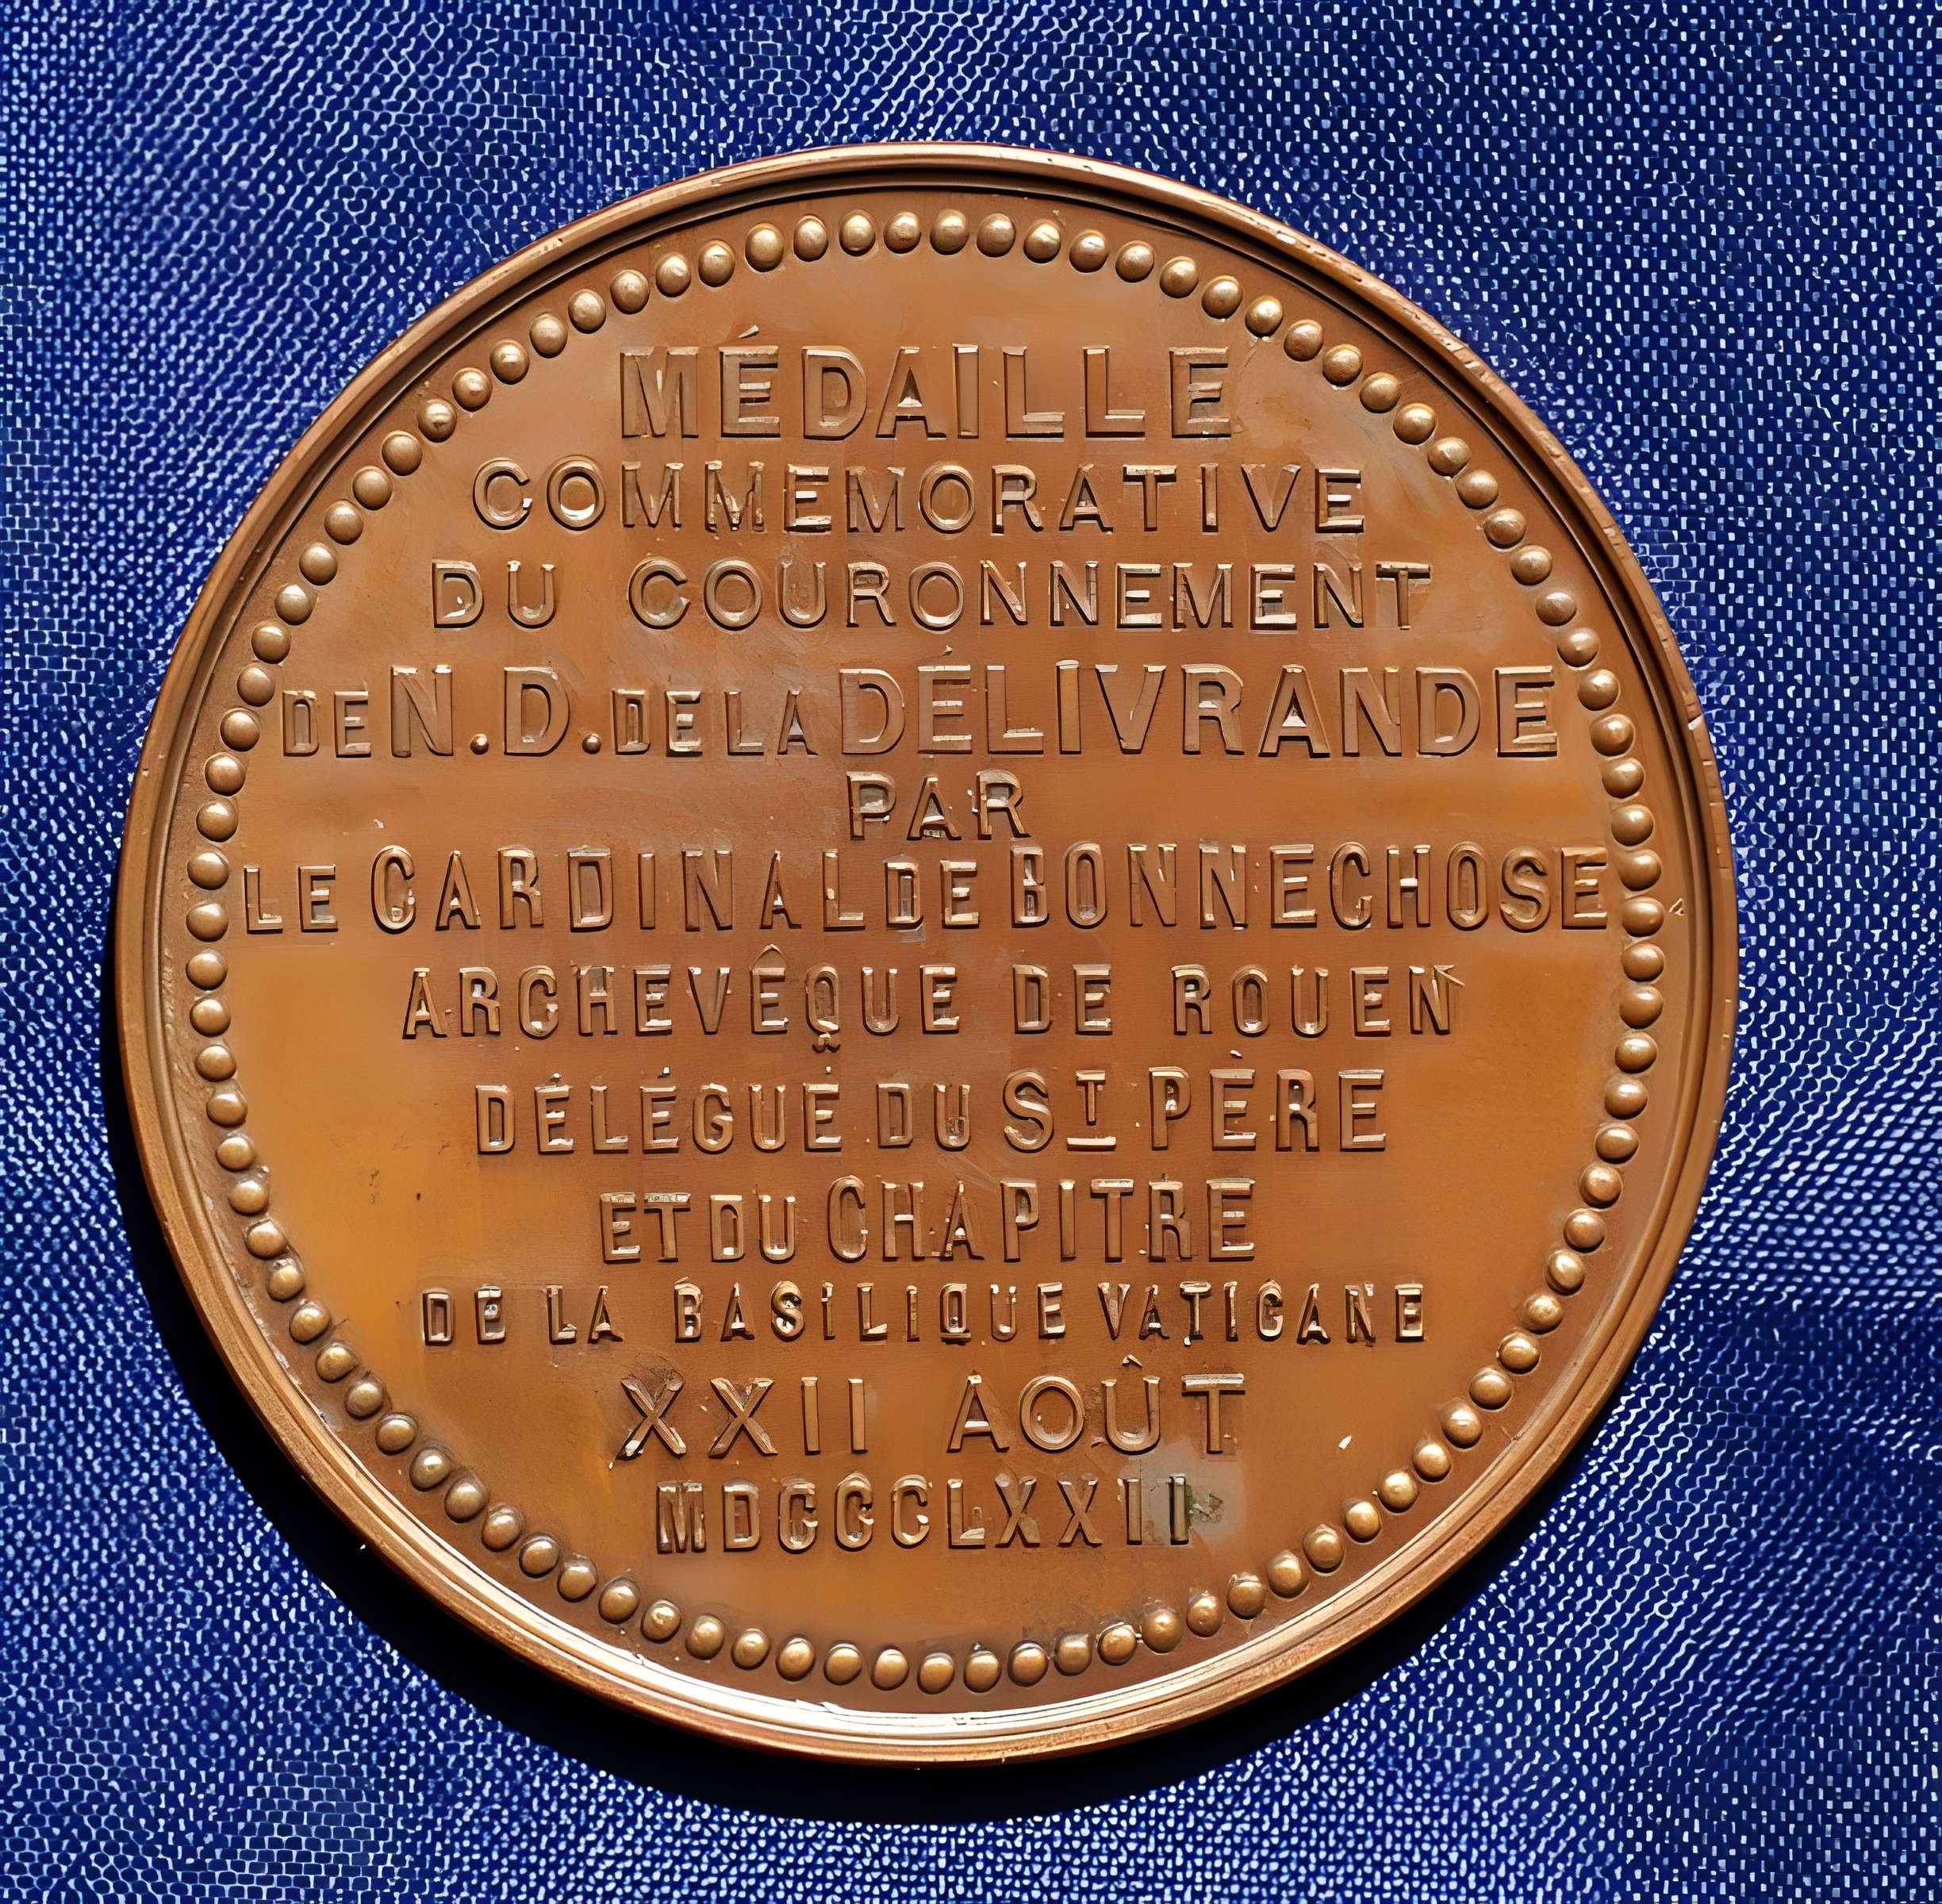 MÉDAILLE
COMMEMORATIVE
DU COURONNEMENT
DE N.D. DE LA DÉLIVRANDE
PAR
LE CARDINAL DE BONNECHOSE
ARCHEVÊQUE DE ROUEN
DÉLÉGUÉ DU ST PÈRE
ET DU CHAPITRE
DE LA BASILIQUE VATICANE
XXII AOÛT
MDCCCLXXII